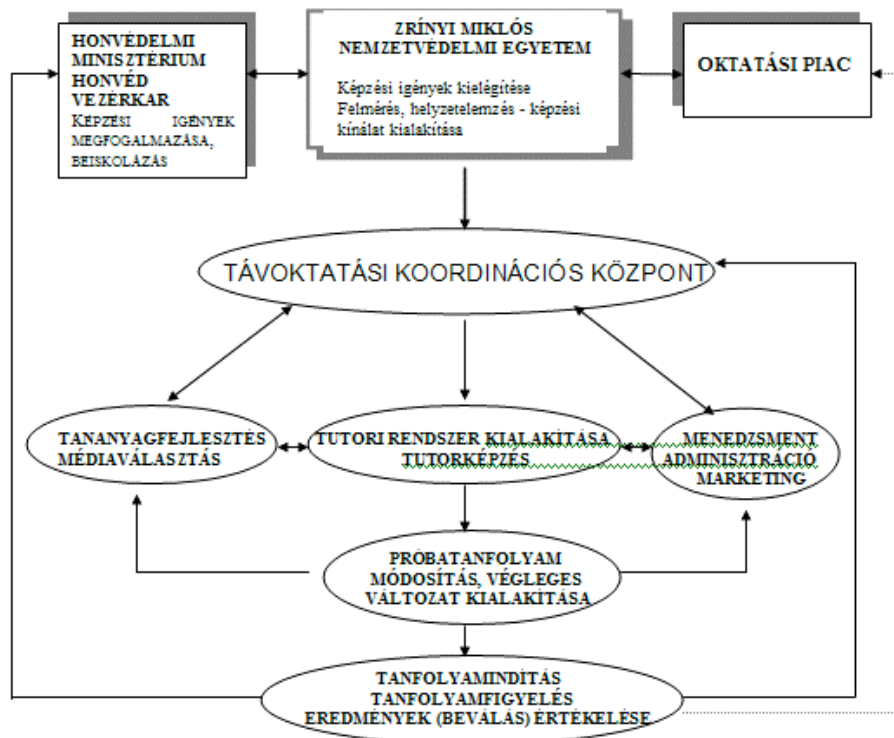 HONVÉDELMI
MINISZTÉRIUM
HONVÉD
VEZÉRKAR
KÉPZÉSI IGÉNYEK
MEGFOGALMAZÁSA,
BEISKOLÁZÁS
ZRÍNYI MIKLÓS
NEMZETVÉDELMI EGYETEM
Képzési igények kielégítése
Felmérés, helyzetelemzés - képzési
kínálat kialakítása
OKTATÁSI PIAC
TÁVOKTATÁSI KOORDINÁCIÓS KÖZPONT
TANANYAGFEJLESZTÉS
MÉDIAVÁLASZTÁS
TUTORI RENDSZER KIALAKÍTÁSA
TUTORKÉPZÉS
MENEDZSMENT
ADMINISZTRÁCIÓ
MARKETING
PRÓBATANFOLYAM
MÓDOSÍTÁS, VÉGLEGES
VÁLTOZAT KIALAKÍTÁSA
TANFOLYAMINDÍTÁS
TANFOLYAMFIGYELÉS
EREDMÉNYEK (BEVÁLÁS) ÉRTÉKELÉSE